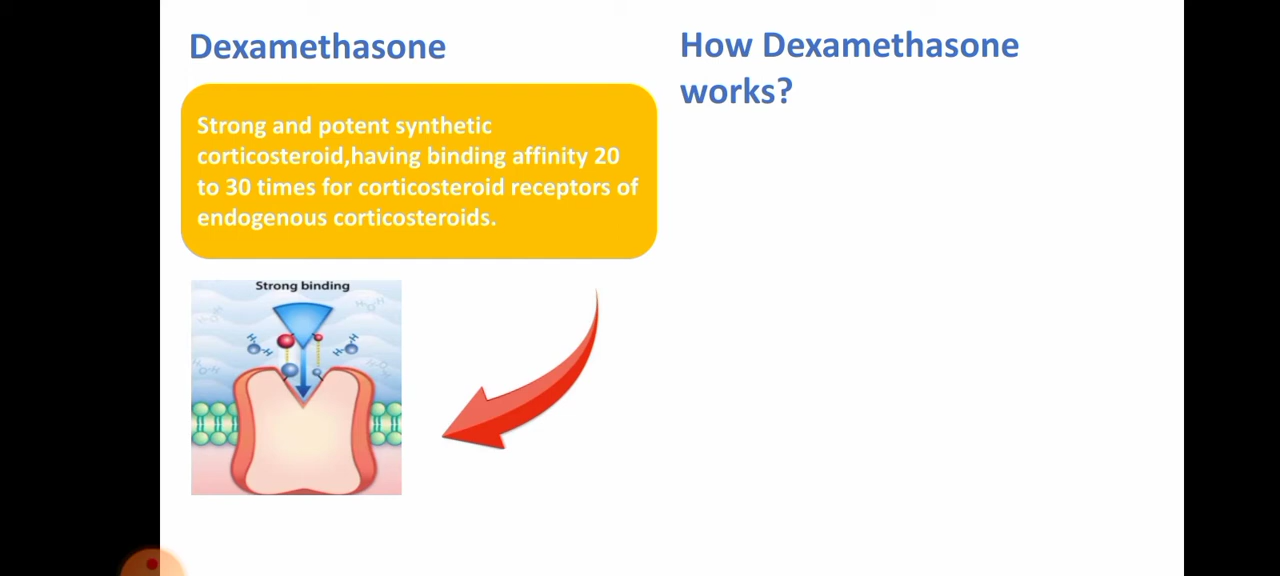 Dexamethasone
Strong and potent synthetic
corticosteroid,having binding affinity 20
to 30 times for corticosteroid receptors of
endogenous corticosteroids.
Strong binding
H H
H H
How Dexamethasone
works?